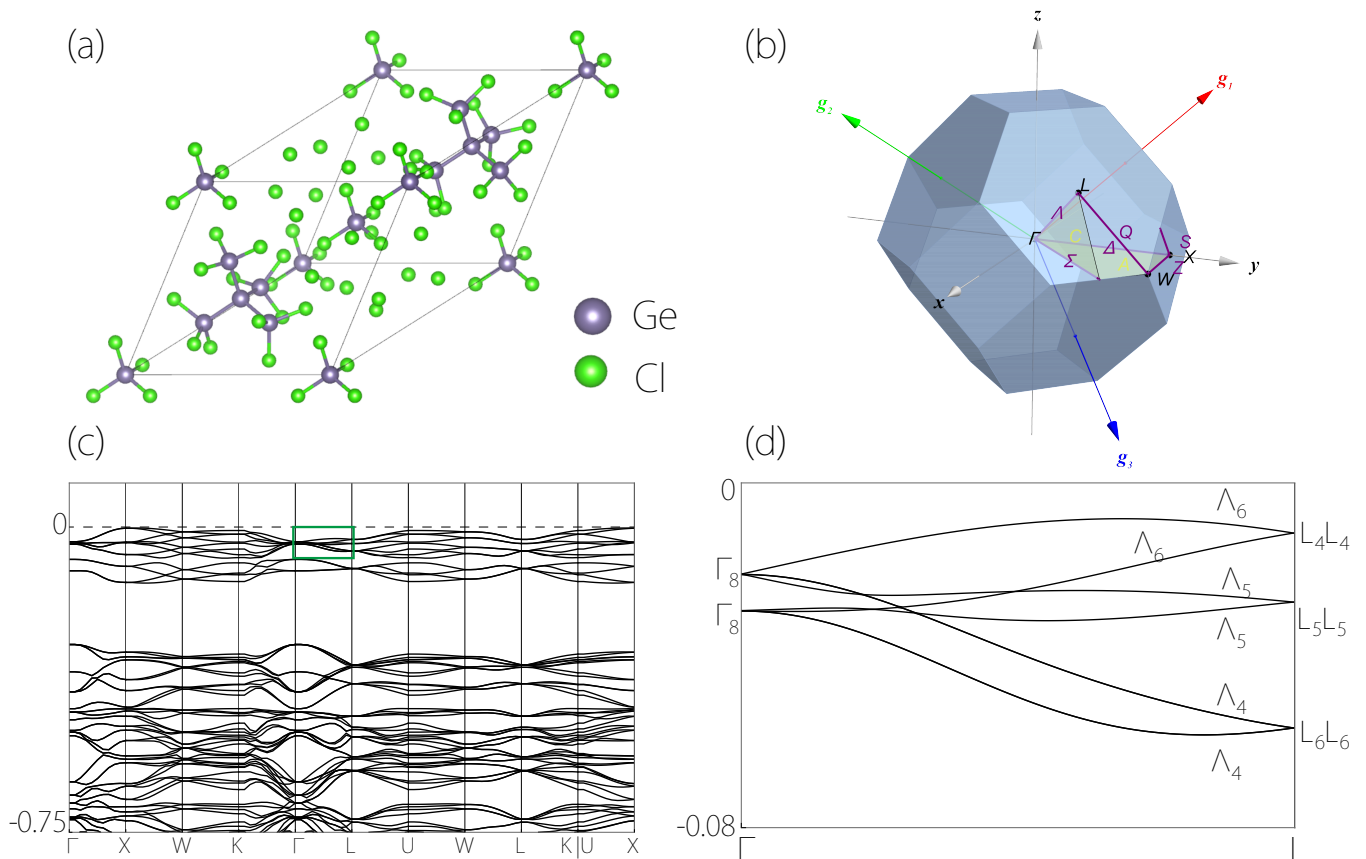 (a)
Ge
Cl
(b)
z
g₁
g₂
L
Λ
Q
Γ
C
Δ
S
Σ
A
X
Z
W
y
x
g₃
(c)
0
-0.75
Γ X W K Γ L U W L K U X
(d)
0
Λ₆
Γ₈
Λ₆
L₄L₄
Γ₈
Λ₅
L₅L₅
Λ₅
Λ₄
L₆L₆
Λ₄
-0.08
Γ L